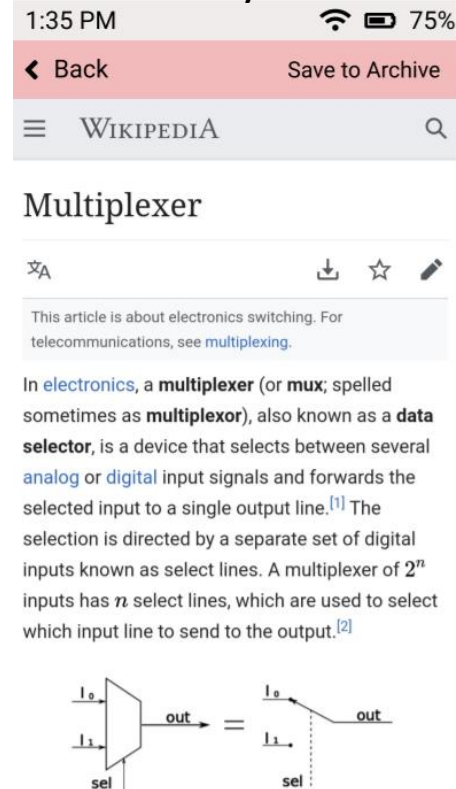 1:35 PM 75%
Back Save to Archive
WIKIPEDIA
Multiplexer
文A
This article is about electronics switching. For
telecommunications, see multiplexing.
In electronics, a multiplexer (or mux; spelled
sometimes as multiplexor), also known as a data
selector, is a device that selects between several
analog or digital input signals and forwards the
selected input to a single output line.[1] The
selection is directed by a separate set of digital
inputs known as select lines. A multiplexer of 2ⁿ
inputs has n select lines, which are used to select
which input line to send to the output.[2]
I₀ I₀
out = out
I₁ I₁
sel sel